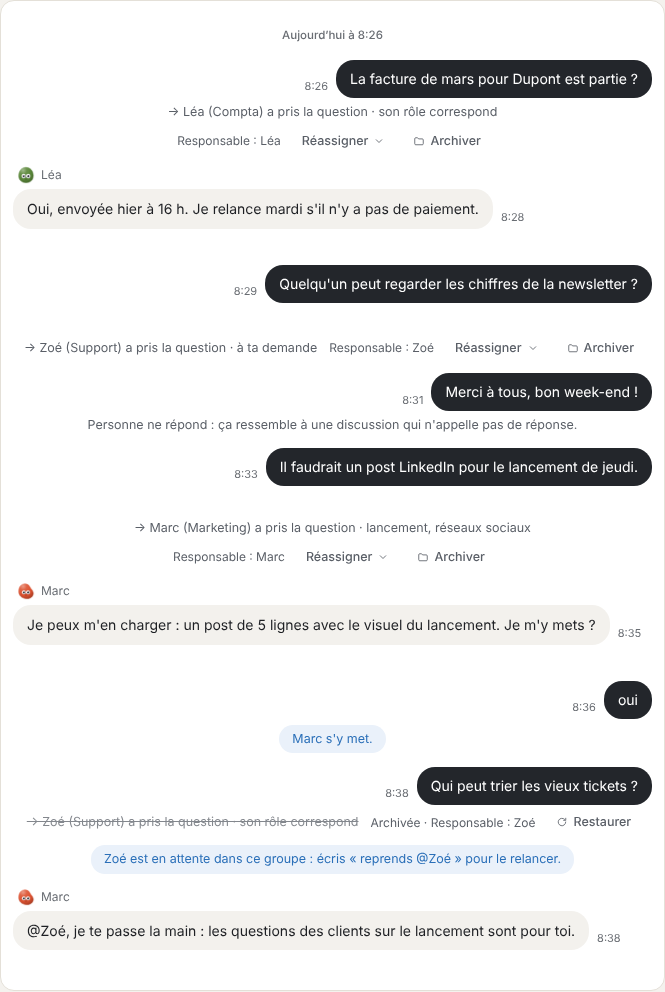 Aujourd'hui à 8:26
8:26 La facture de mars pour Dupont est partie ?
→ Léa (Compta) a pris la question · son rôle correspond
Responsable : Léa Réassigner Archiver
Léa
Oui, envoyée hier à 16 h. Je relance mardi s'il n'y a pas de paiement. 8:28
8:29 Quelqu'un peut regarder les chiffres de la newsletter ?
→ Zoé (Support) a pris la question · à ta demande Responsable : Zoé Réassigner Archiver
8:31 Merci à tous, bon week-end !
Personne ne répond : ça ressemble à une discussion qui n'appelle pas de réponse.
8:33 Il faudrait un post LinkedIn pour le lancement de jeudi.
→ Marc (Marketing) a pris la question · lancement, réseaux sociaux
Responsable : Marc Réassigner Archiver
Marc
Je peux m'en charger : un post de 5 lignes avec le visuel du lancement. Je m'y mets ? 8:35
8:36 oui
Marc s'y met.
8:38 Qui peut trier les vieux tickets ?
→ Zoé (Support) a pris la question · son rôle correspond Archivée · Responsable : Zoé Restaurer
Zoé est en attente dans ce groupe : écris « reprends @Zoé » pour le relancer.
Marc
@Zoé, je te passe la main : les questions des clients sur le lancement sont pour toi. 8:38